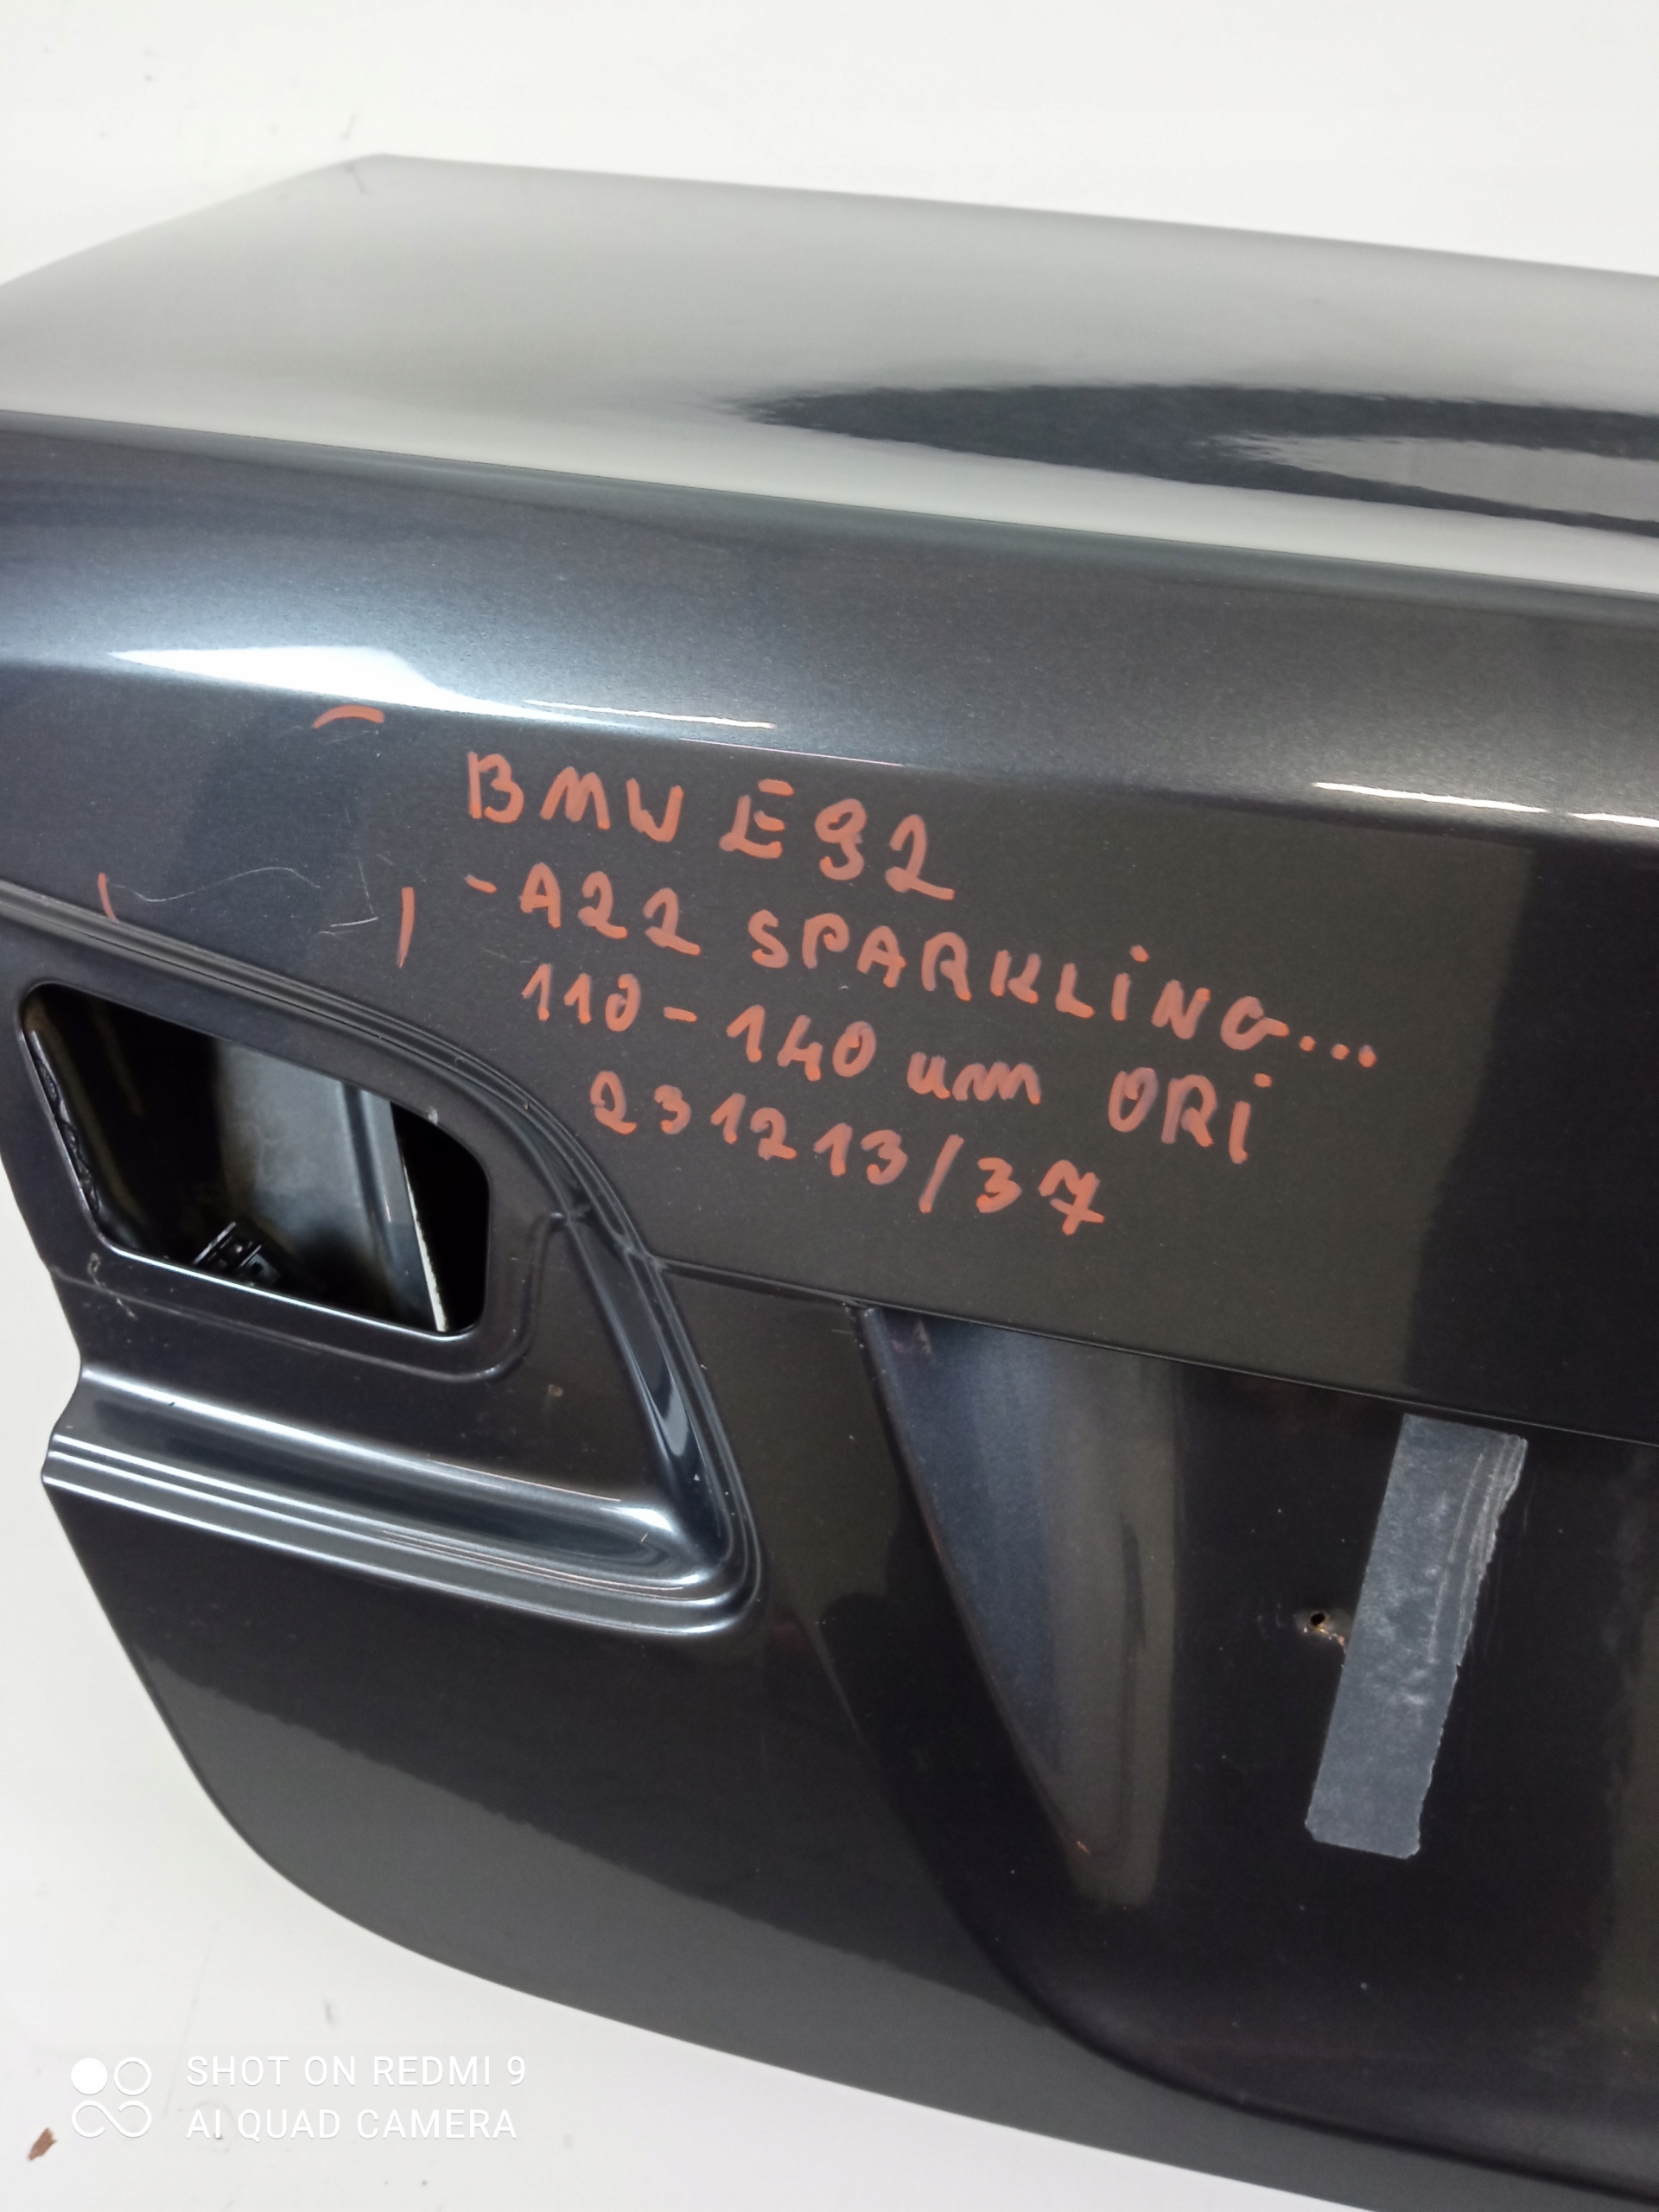 BMW E92
-A22 SPARKLING...
110-140 um ORI
231213/37
SHOT ON REDMI 9
AI QUAD CAMERA